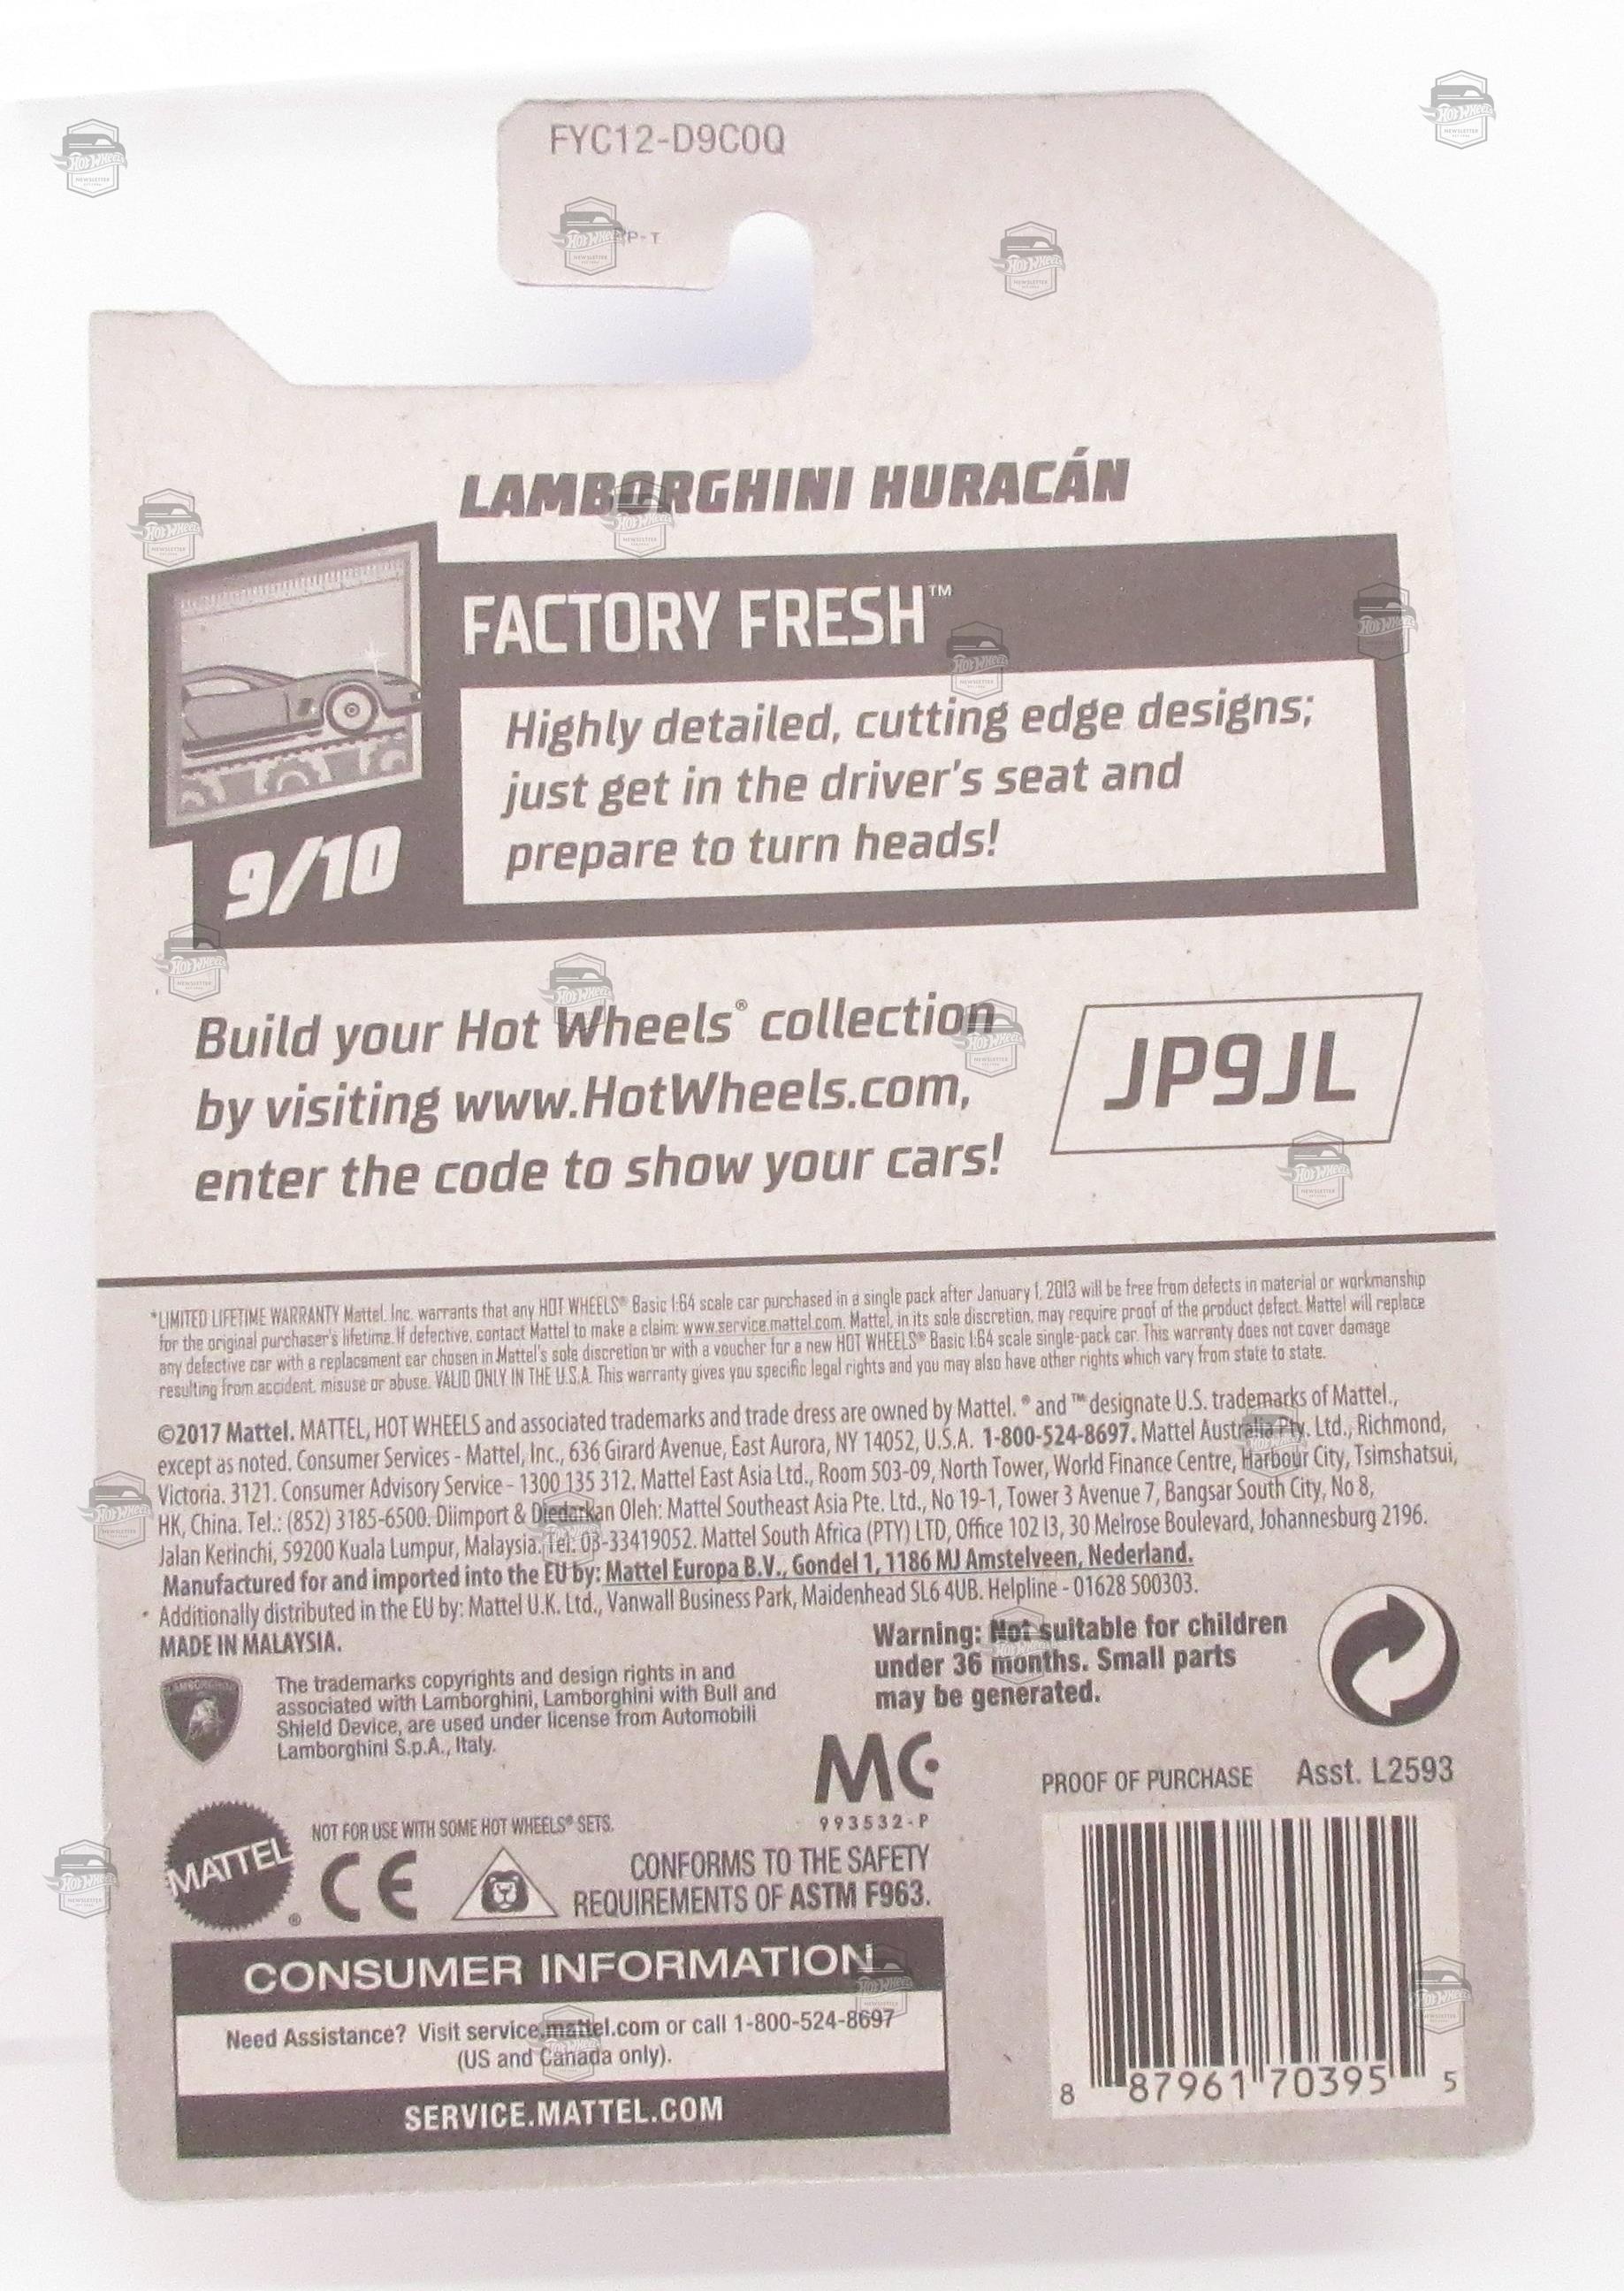 FYC12-D9C0Q
P-T
LAMBORGHINI HURACÁN
FACTORY FRESH™
Highly detailed, cutting edge designs;
just get in the driver's seat and
prepare to turn heads!
9/10
Build your Hot Wheels® collection
by visiting www.HotWheels.com,
enter the code to show your cars!
JP9JL
*LIMITED LIFETIME WARRANTY Mattel, Inc. warrants that any HOT WHEELS® Basic 1:64 scale car purchased in a single pack after January 1, 2013 will be free from defects in material or workmanship
for the original purchaser's lifetime. If defective, contact Mattel to make a claim: www.service.mattel.com. Mattel, in its sole discretion, may require proof of the product defect. Mattel will replace
any defective car with a replacement car chosen in Mattel's sole discretion or with a voucher for a new HOT WHEELS® Basic 1:64 scale single-pack car. This warranty does not cover damage
resulting from accident, misuse or abuse. VALID ONLY IN THE U.S.A. This warranty gives you specific legal rights and you may also have other rights which vary from state to state.
©2017 Mattel. MATTEL, HOT WHEELS and associated trademarks and trade dress are owned by Mattel. ® and ™ designate U.S. trademarks of Mattel.,
except as noted. Consumer Services - Mattel, Inc., 636 Girard Avenue, East Aurora, NY 14052, U.S.A. 1-800-524-8697. Mattel Australia Pty. Ltd., Richmond,
Victoria. 3121. Consumer Advisory Service - 1300 135 312. Mattel East Asia Ltd., Room 503-09, North Tower, World Finance Centre, Harbour City, Tsimshatsui,
HK, China. Tel.: (852) 3185-6500. Diimport & Diedarkan Oleh: Mattel Southeast Asia Pte. Ltd., No 19-1, Tower 3 Avenue 7, Bangsar South City, No 8,
Jalan Kerinchi, 59200 Kuala Lumpur, Malaysia. Tel: 03-33419052. Mattel South Africa (PTY) LTD, Office 102 I3, 30 Melrose Boulevard, Johannesburg 2196.
Manufactured for and imported into the EU by: Mattel Europa B.V., Gondel 1, 1186 MJ Amstelveen, Nederland.
Additionally distributed in the EU by: Mattel U.K. Ltd., Vanwall Business Park, Maidenhead SL6 4UB. Helpline - 01628 500303.
MADE IN MALAYSIA.
Warning: Not suitable for children
under 36 months. Small parts
may be generated.
LAMBORGHINI
The trademarks copyrights and design rights in and
associated with Lamborghini, Lamborghini with Bull and
Shield Device, are used under license from Automobili
Lamborghini S.p.A., Italy.
MC
993532-P
PROOF OF PURCHASE Asst. L2593
MATTEL®
NOT FOR USE WITH SOME HOT WHEELS® SETS.
CE
CONFORMS TO THE SAFETY
REQUIREMENTS OF ASTM F963.
CONSUMER INFORMATION
Need Assistance? Visit service.mattel.com or call 1-800-524-8697
(US and Canada only).
SERVICE.MATTEL.COM
8 87961 70395 5
HOT WHEELS
NEWSLETTER